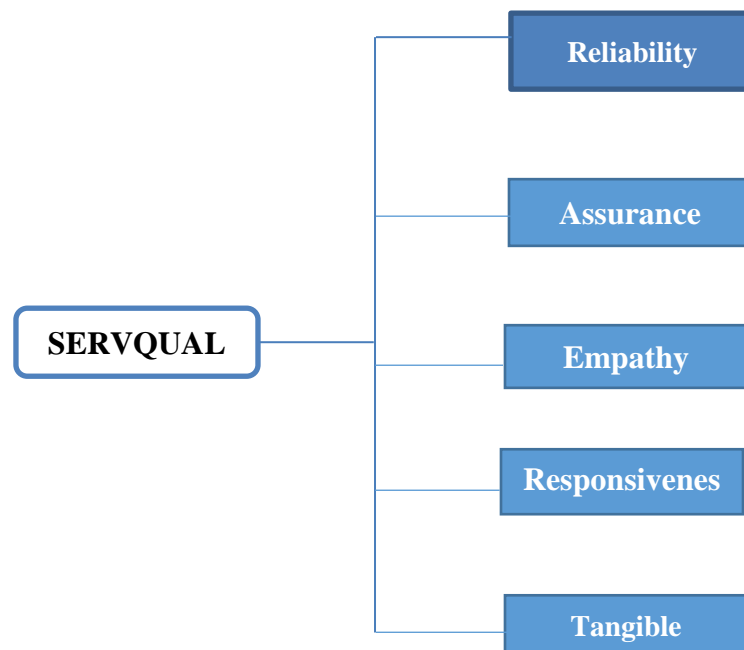 Reliability
Assurance
SERVQUAL
Empathy
Responsivenes
Tangible